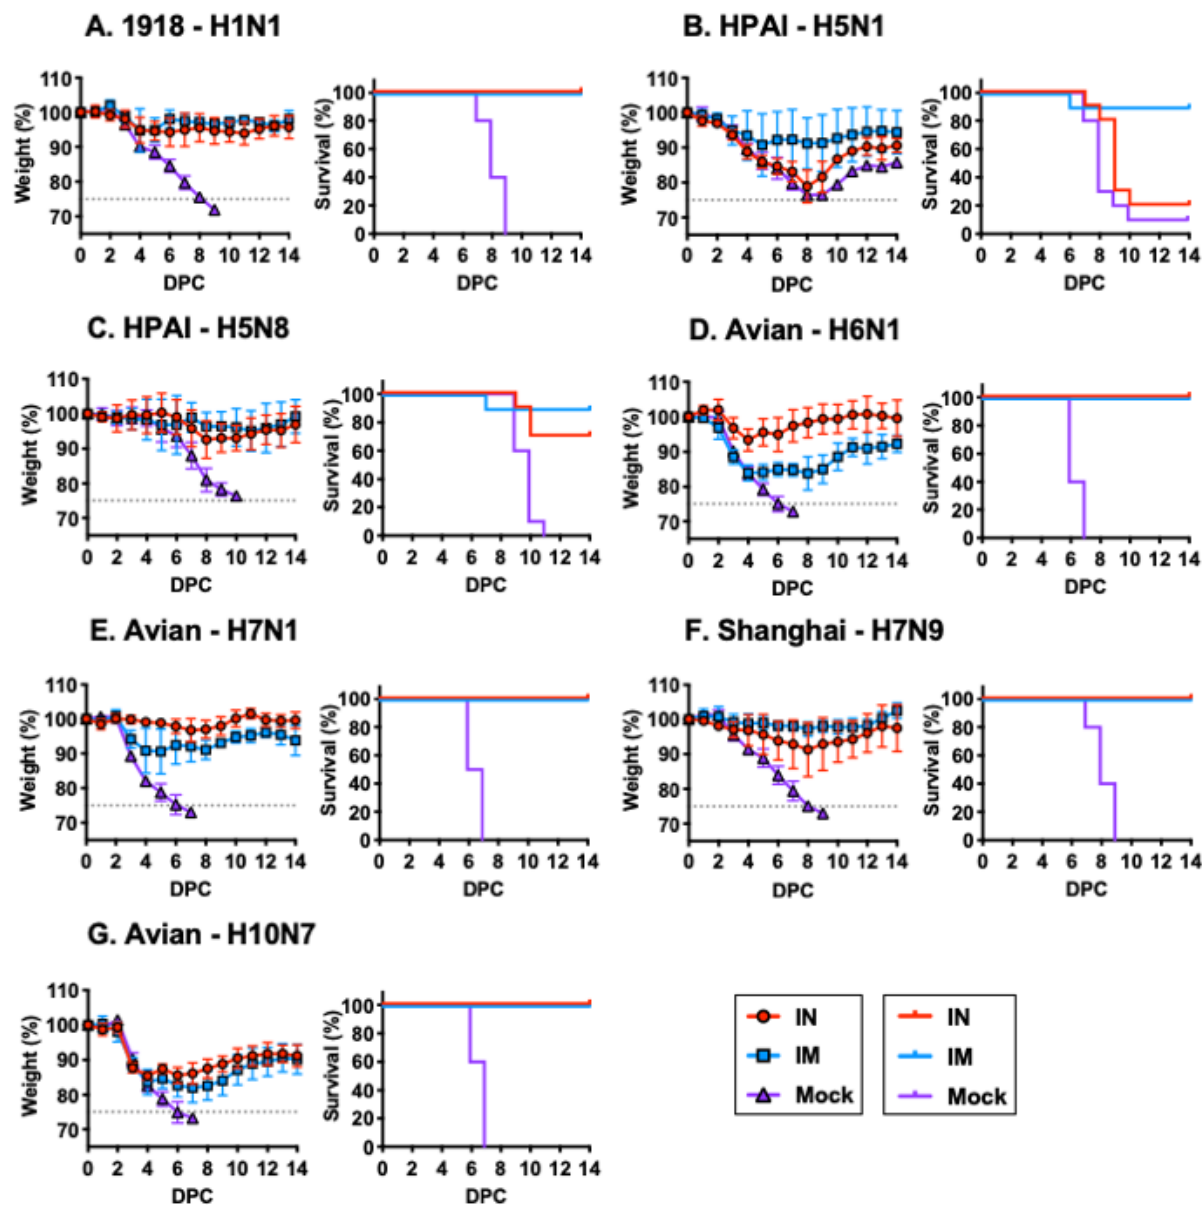 A. 1918 - H1N1
B. HPAI - H5N1
110
100
90
80
70
Weight (%)
0 2 4 6 8 10 12 14
DPC
100
80
60
40
20
0
Survival (%)
0 2 4 6 8 10 12 14
DPC
110
100
90
80
70
Weight (%)
0 2 4 6 8 10 12 14
DPC
100
80
60
40
20
0
Survival (%)
0 2 4 6 8 10 12 14
DPC
C. HPAI - H5N8
D. Avian - H6N1
110
100
90
80
70
Weight (%)
0 2 4 6 8 10 12 14
DPC
100
80
60
40
20
0
Survival (%)
0 2 4 6 8 10 12 14
DPC
110
100
90
80
70
Weight (%)
0 2 4 6 8 10 12 14
DPC
100
80
60
40
20
0
Survival (%)
0 2 4 6 8 10 12 14
DPC
E. Avian - H7N1
F. Shanghai - H7N9
110
100
90
80
70
Weight (%)
0 2 4 6 8 10 12 14
DPC
100
80
60
40
20
0
Survival (%)
0 2 4 6 8 10 12 14
DPC
110
100
90
80
70
Weight (%)
0 2 4 6 8 10 12 14
DPC
100
80
60
40
20
0
Survival (%)
0 2 4 6 8 10 12 14
DPC
G. Avian - H10N7
110
100
90
80
70
Weight (%)
0 2 4 6 8 10 12 14
DPC
100
80
60
40
20
0
Survival (%)
0 2 4 6 8 10 12 14
DPC
IN
IM
Mock
IN
IM
Mock